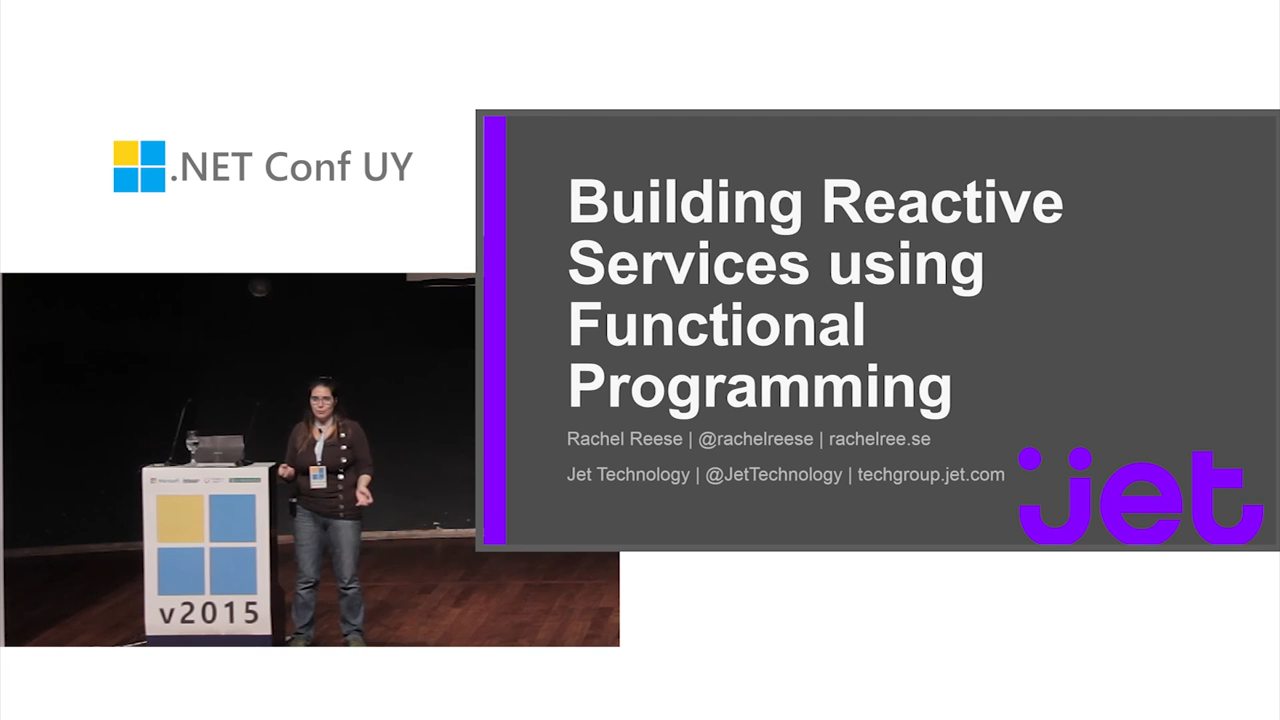 .NET Conf UY
Building Reactive
Services using
Functional
Programming
Rachel Reese | @rachelreese | rachelree.se
Jet Technology | @JetTechnology | techgroup.jet.com
jet
Microsoft
v2015